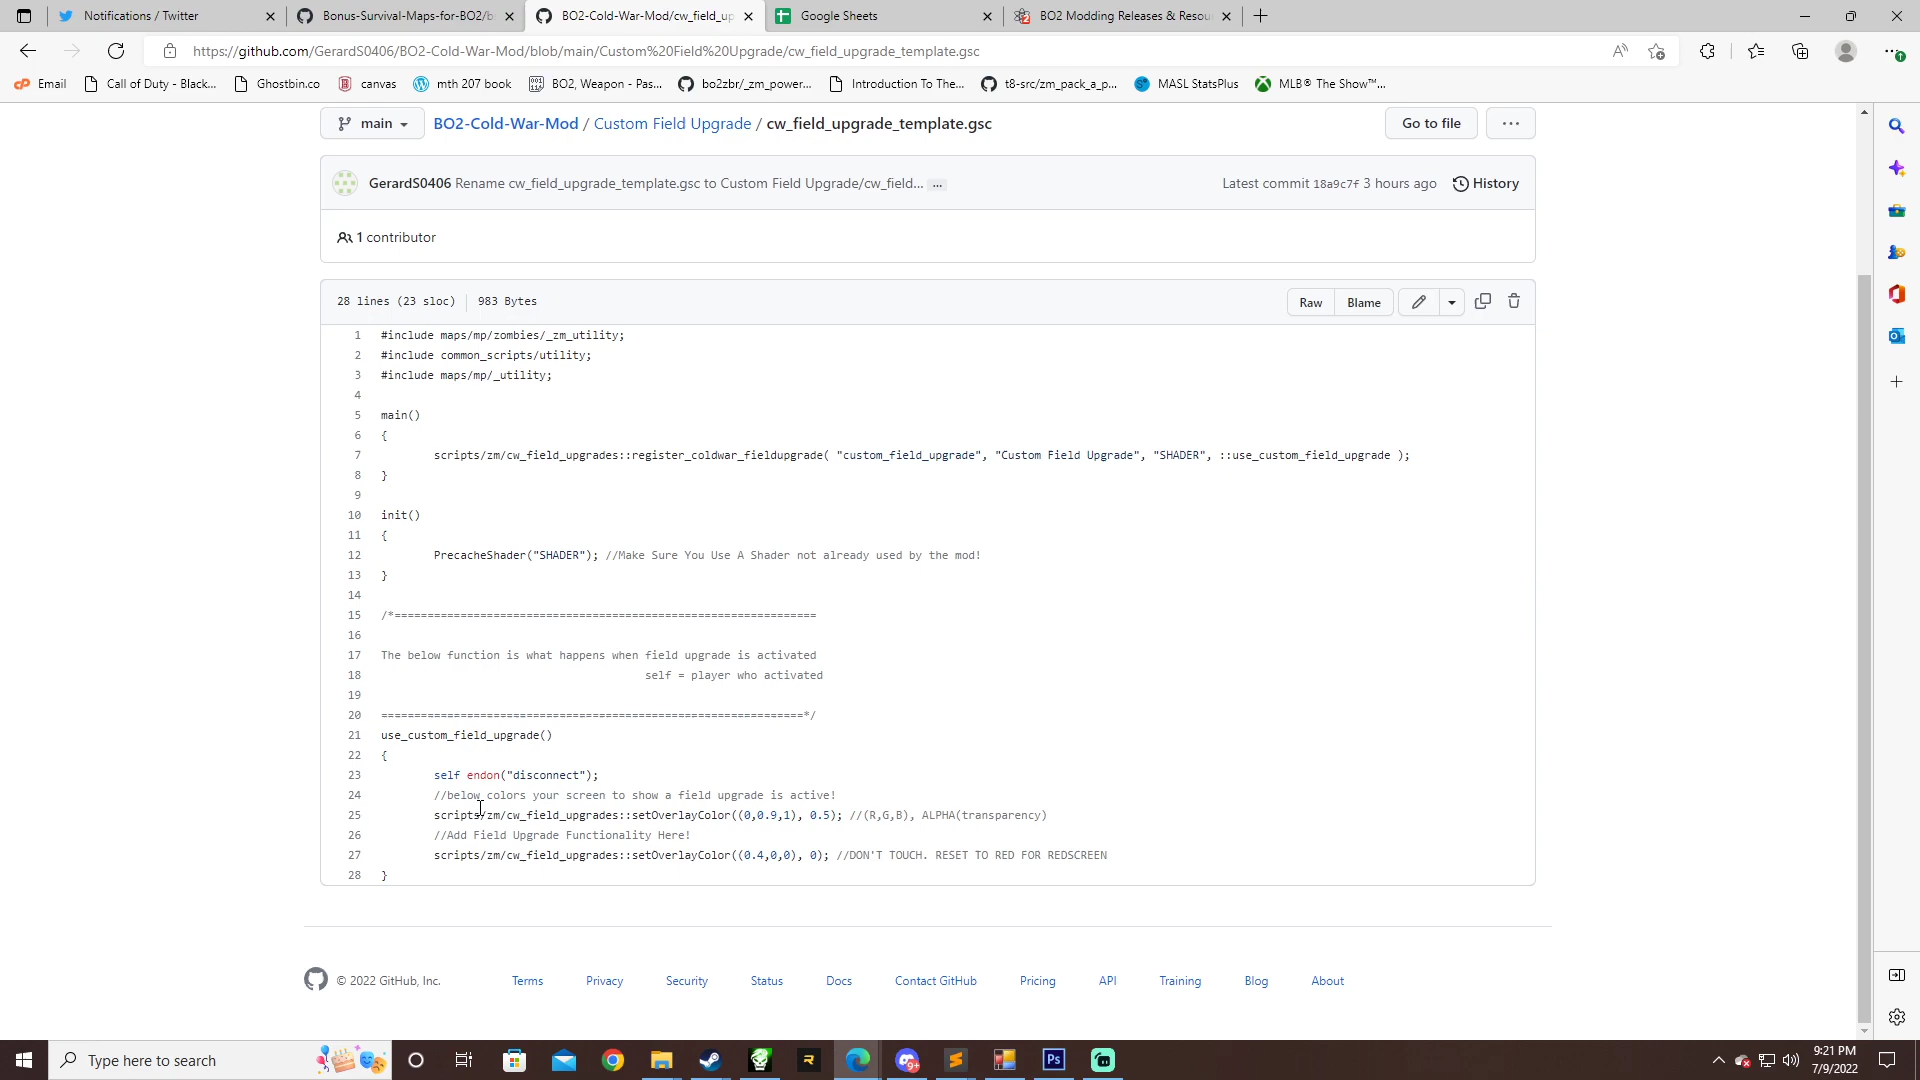 Notifications / Twitter
Bonus-Survival-Maps-for-BO2/b
BO2-Cold-War-Mod/cw_field_up
Google Sheets
BO2 Modding Releases & Resou
https://github.com/GerardS0406/BO2-Cold-War-Mod/blob/main/Custom%20Field%20Upgrade/cw_field_upgrade_template.gsc
Email
Call of Duty - Black...
Ghostbin.co
canvas
mth 207 book
BO2, Weapon - Pas...
bo2zbr/_zm_power...
Introduction To The...
t8-src/zm_pack_a_p...
MASL StatsPlus
MLB® The Show™...
main
BO2-Cold-War-Mod / Custom Field Upgrade / cw_field_upgrade_template.gsc
Go to file
...
GerardS0406 Rename cw_field_upgrade_template.gsc to Custom Field Upgrade/cw_field... ...
Latest commit 18a9c7f 3 hours ago
History
1 contributor
28 lines (23 sloc) 983 Bytes
Raw
Blame
1 #include maps/mp/zombies/_zm_utility;
2 #include common_scripts/utility;
3 #include maps/mp/_utility;
4
5 main()
6 {
7 scripts/zm/cw_field_upgrades::register_coldwar_fieldupgrade( "custom_field_upgrade", "Custom Field Upgrade", "SHADER", ::use_custom_field_upgrade );
8 }
9
10 init()
11 {
12 PrecacheShader("SHADER"); //Make Sure You Use A Shader not already used by the mod!
13 }
14
15 /*================================================================
16
17 The below function is what happens when field upgrade is activated
18 self = player who activated
19
20 ================================================================*/
21 use_custom_field_upgrade()
22 {
23 self endon("disconnect");
24 //below colors your screen to show a field upgrade is active!
25 scripts/zm/cw_field_upgrades::setOverlayColor((0,0.9,1), 0.5); //(R,G,B), ALPHA(transparency)
26 //Add Field Upgrade Functionality Here!
27 scripts/zm/cw_field_upgrades::setOverlayColor((0.4,0,0), 0); //DON'T TOUCH. RESET TO RED FOR REDSCREEN
28 }
© 2022 GitHub, Inc.
Terms
Privacy
Security
Status
Docs
Contact GitHub
Pricing
API
Training
Blog
About
Type here to search
9+
Ps
9:21 PM
7/9/2022